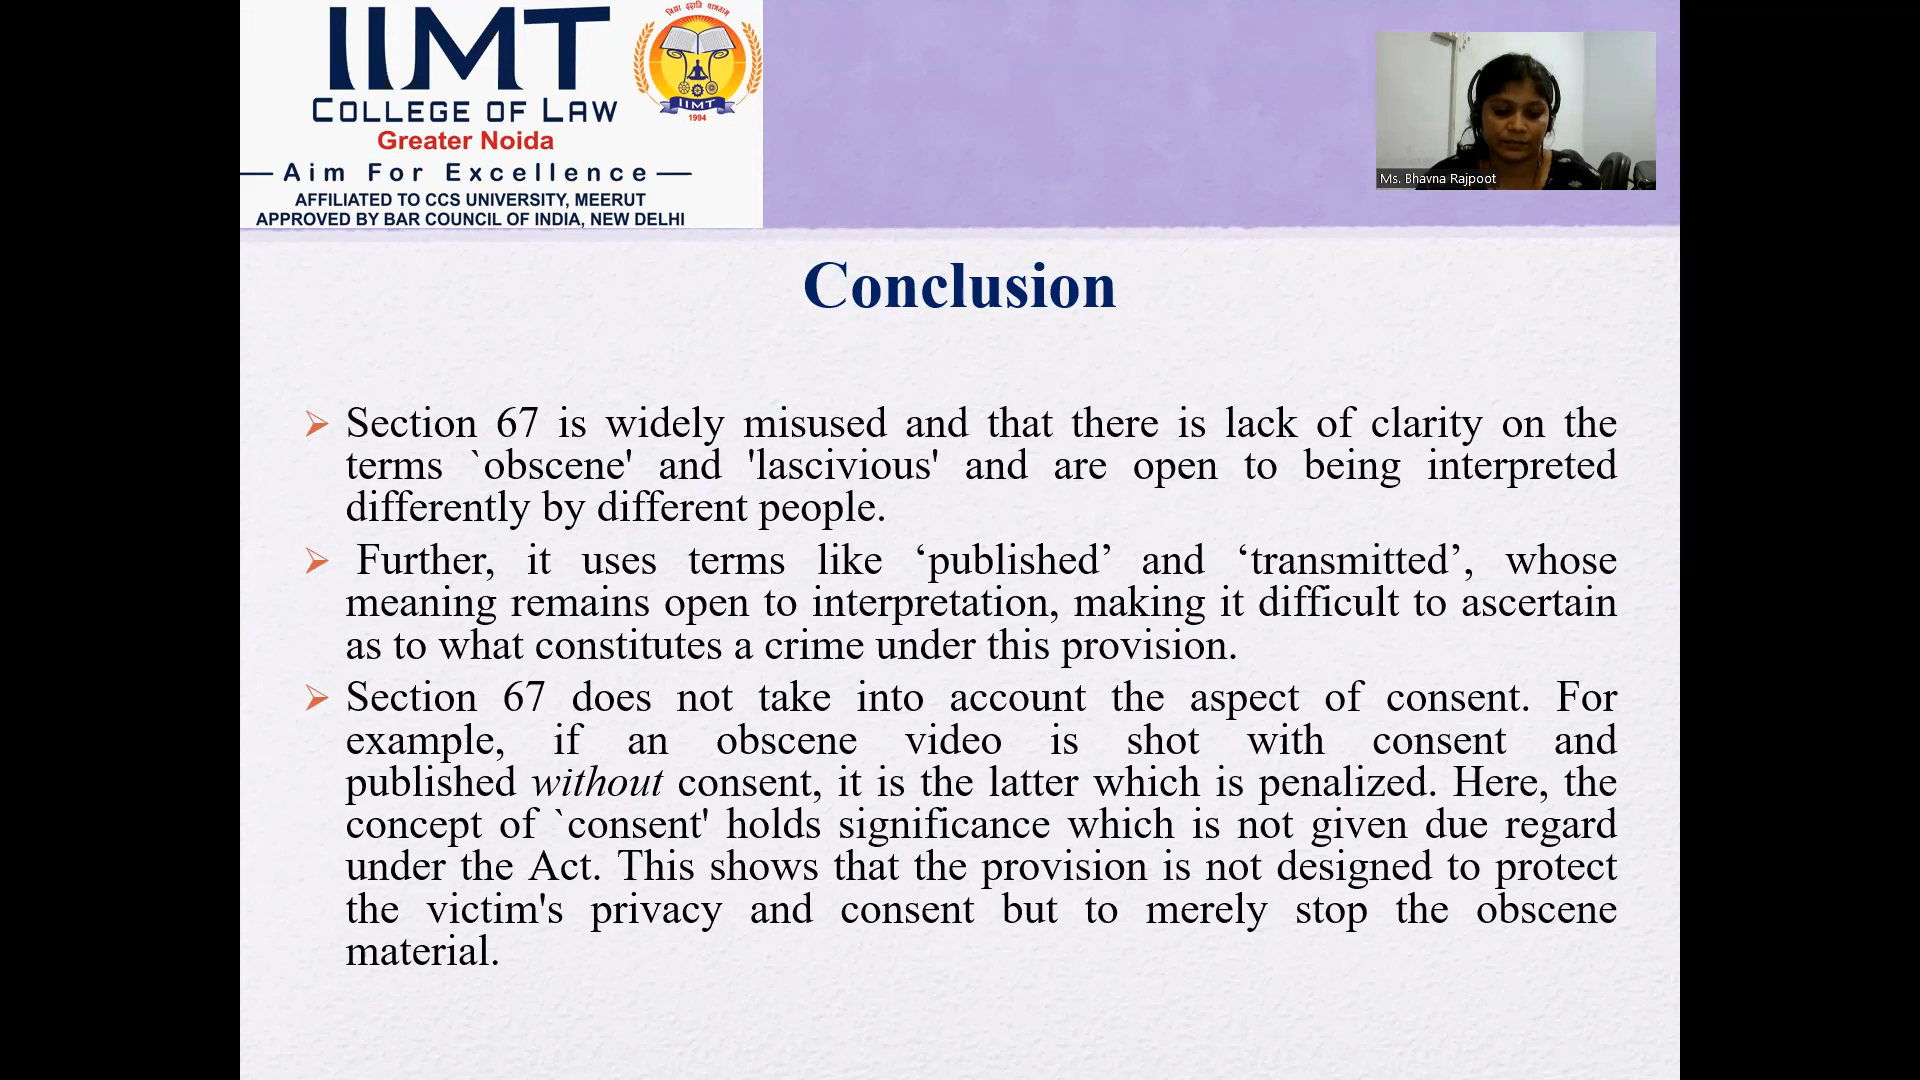 IIMT
COLLEGE OF LAW
Greater Noida
Aim For Excellence
AFFILIATED TO CCS UNIVERSITY, MEERUT
APPROVED BY BAR COUNCIL OF INDIA, NEW DELHI
विद्या ददाति पात्रताम्
IIMT
1994
Ms. Bhavna Rajpoot
Conclusion
Section 67 is widely misused and that there is lack of clarity on the
terms `obscene' and 'lascivious' and are open to being interpreted
differently by different people.
Further, it uses terms like ‘published’ and ‘transmitted’, whose
meaning remains open to interpretation, making it difficult to ascertain
as to what constitutes a crime under this provision.
Section 67 does not take into account the aspect of consent. For
example, if an obscene video is shot with consent and
published without consent, it is the latter which is penalized. Here, the
concept of `consent' holds significance which is not given due regard
under the Act. This shows that the provision is not designed to protect
the victim's privacy and consent but to merely stop the obscene
material.